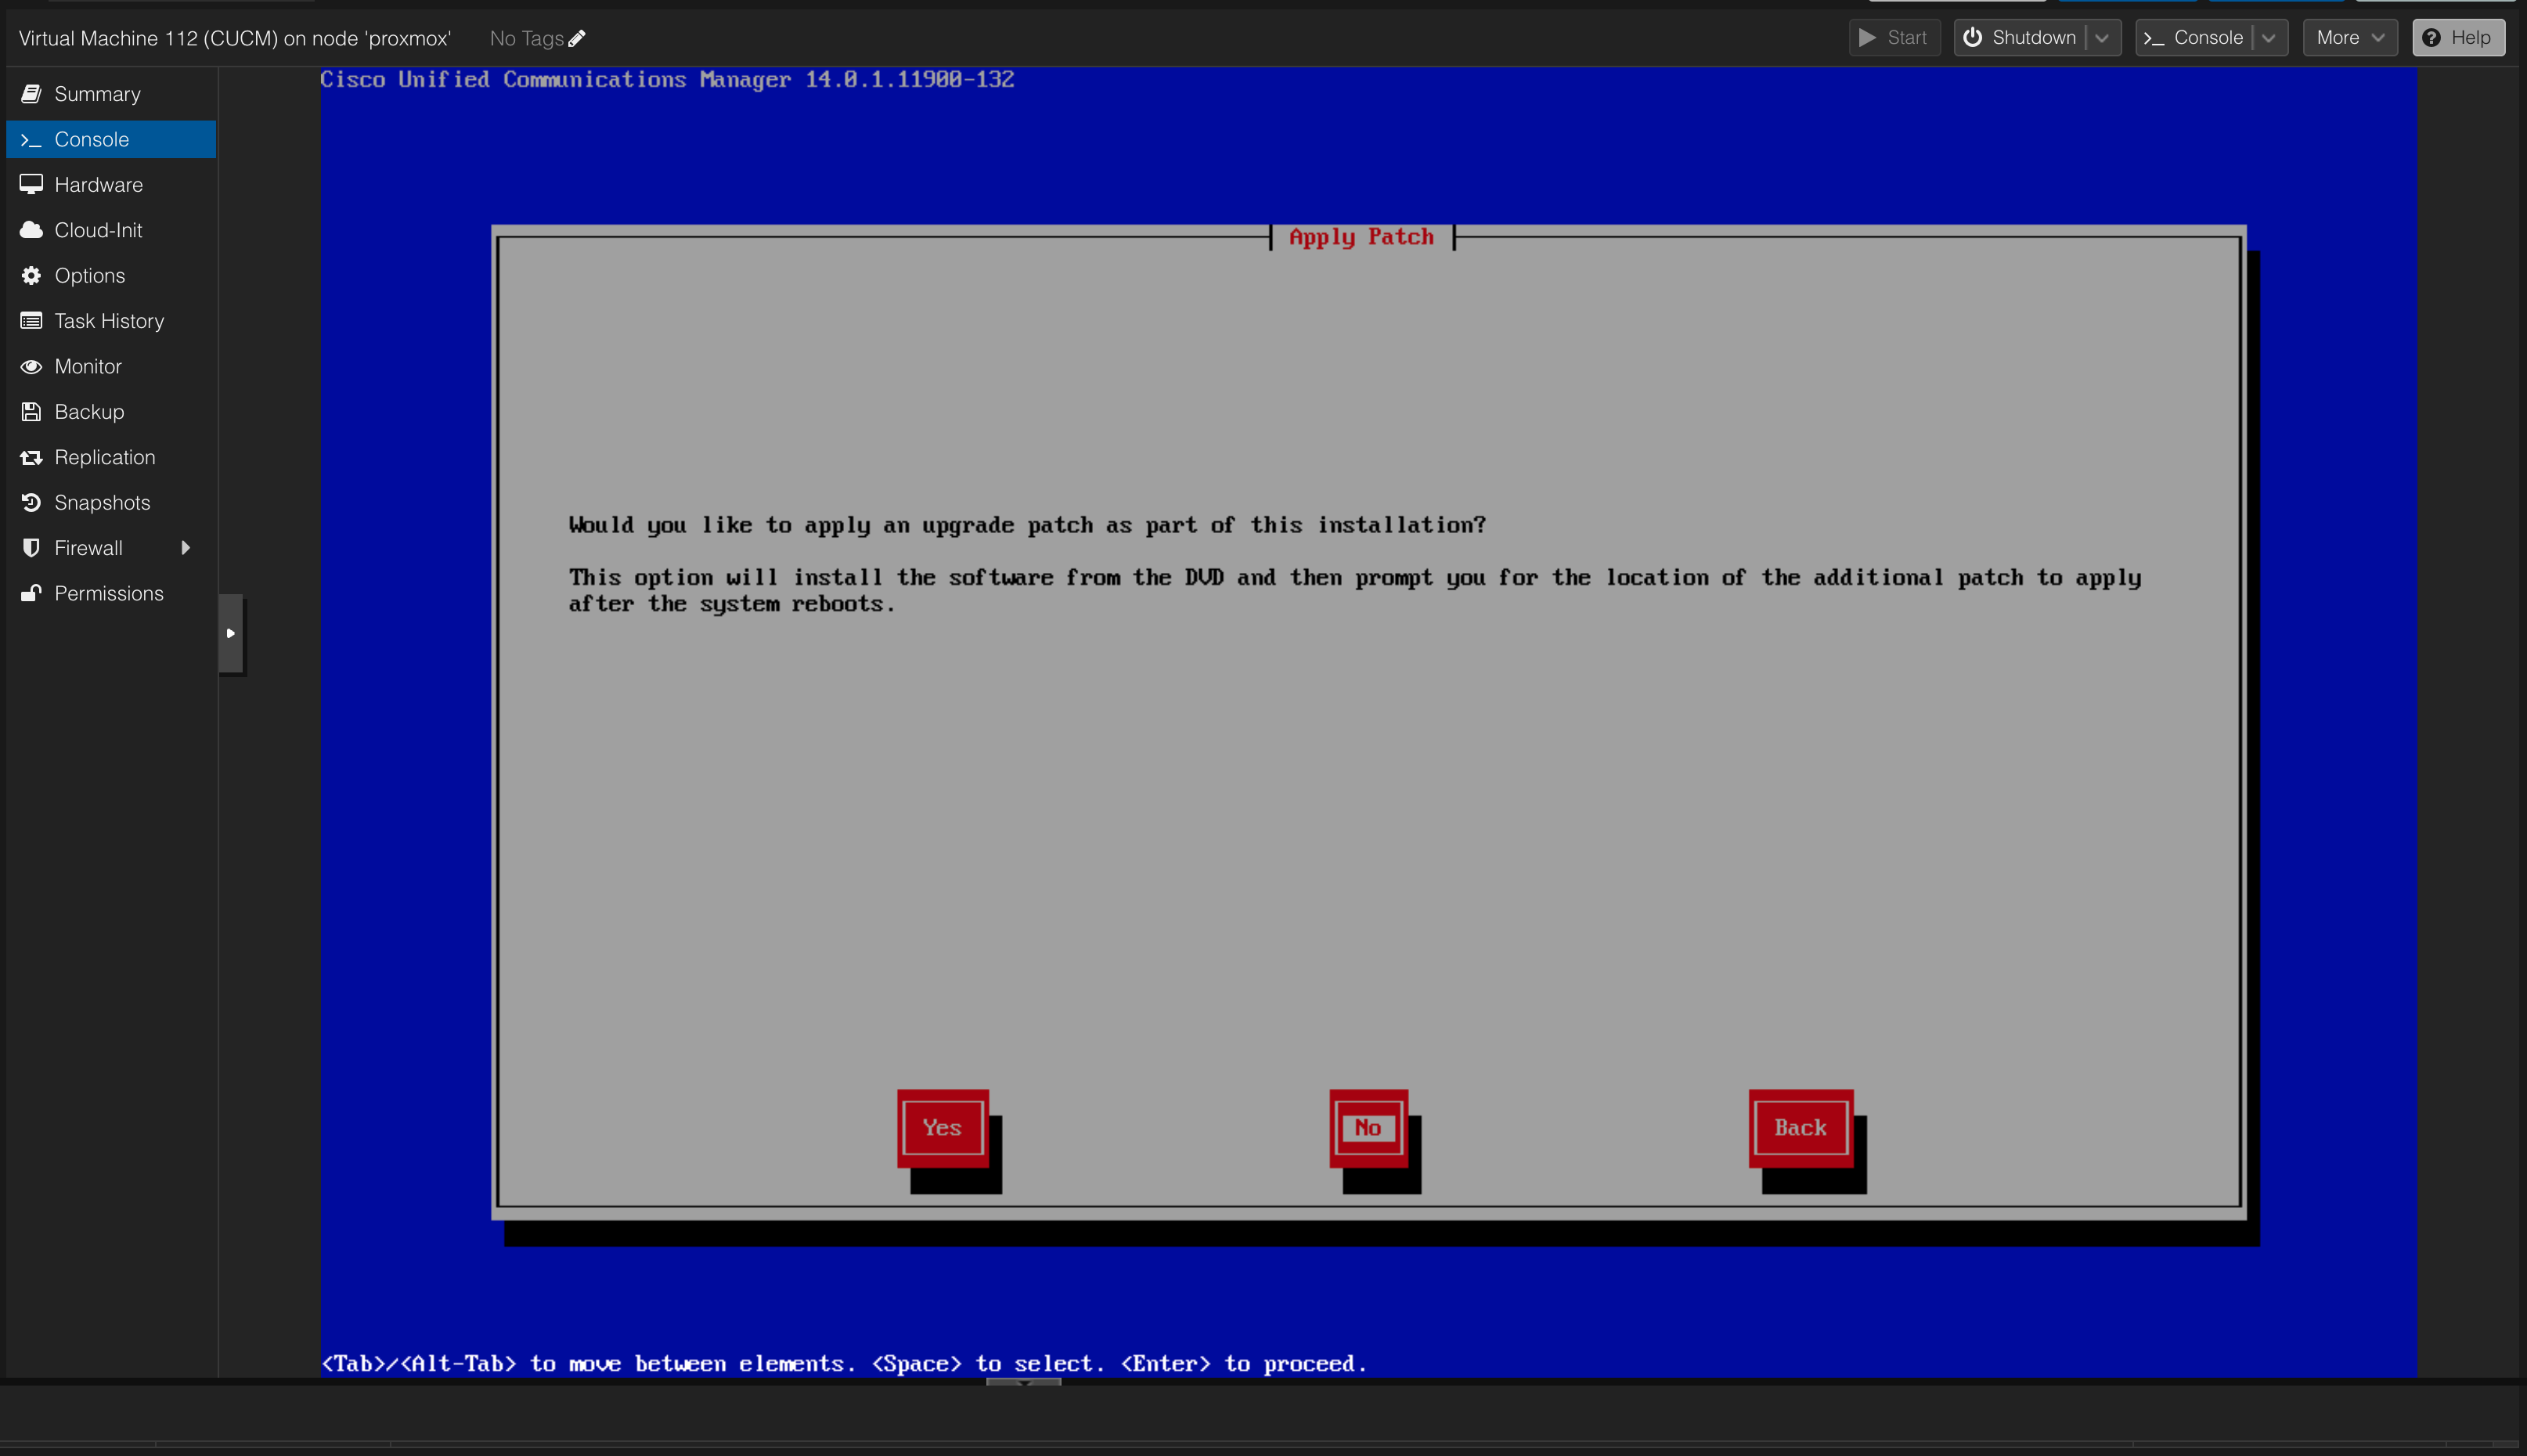 Virtual Machine 112 (CUCM) on node 'proxmox' No Tags Start Shutdown Console More Help
Summary
Console
Hardware
Cloud-Init
Options
Task History
Monitor
Backup
Replication
Snapshots
Firewall
Permissions
Cisco Unified Communications Manager 14.0.1.11900-132
Apply Patch
Would you like to apply an upgrade patch as part of this installation?
This option will install the software from the DVD and then prompt you for the location of the additional patch to apply
after the system reboots.
Yes No Back
<Tab>/<Alt-Tab> to move between elements. <Space> to select. <Enter> to proceed.